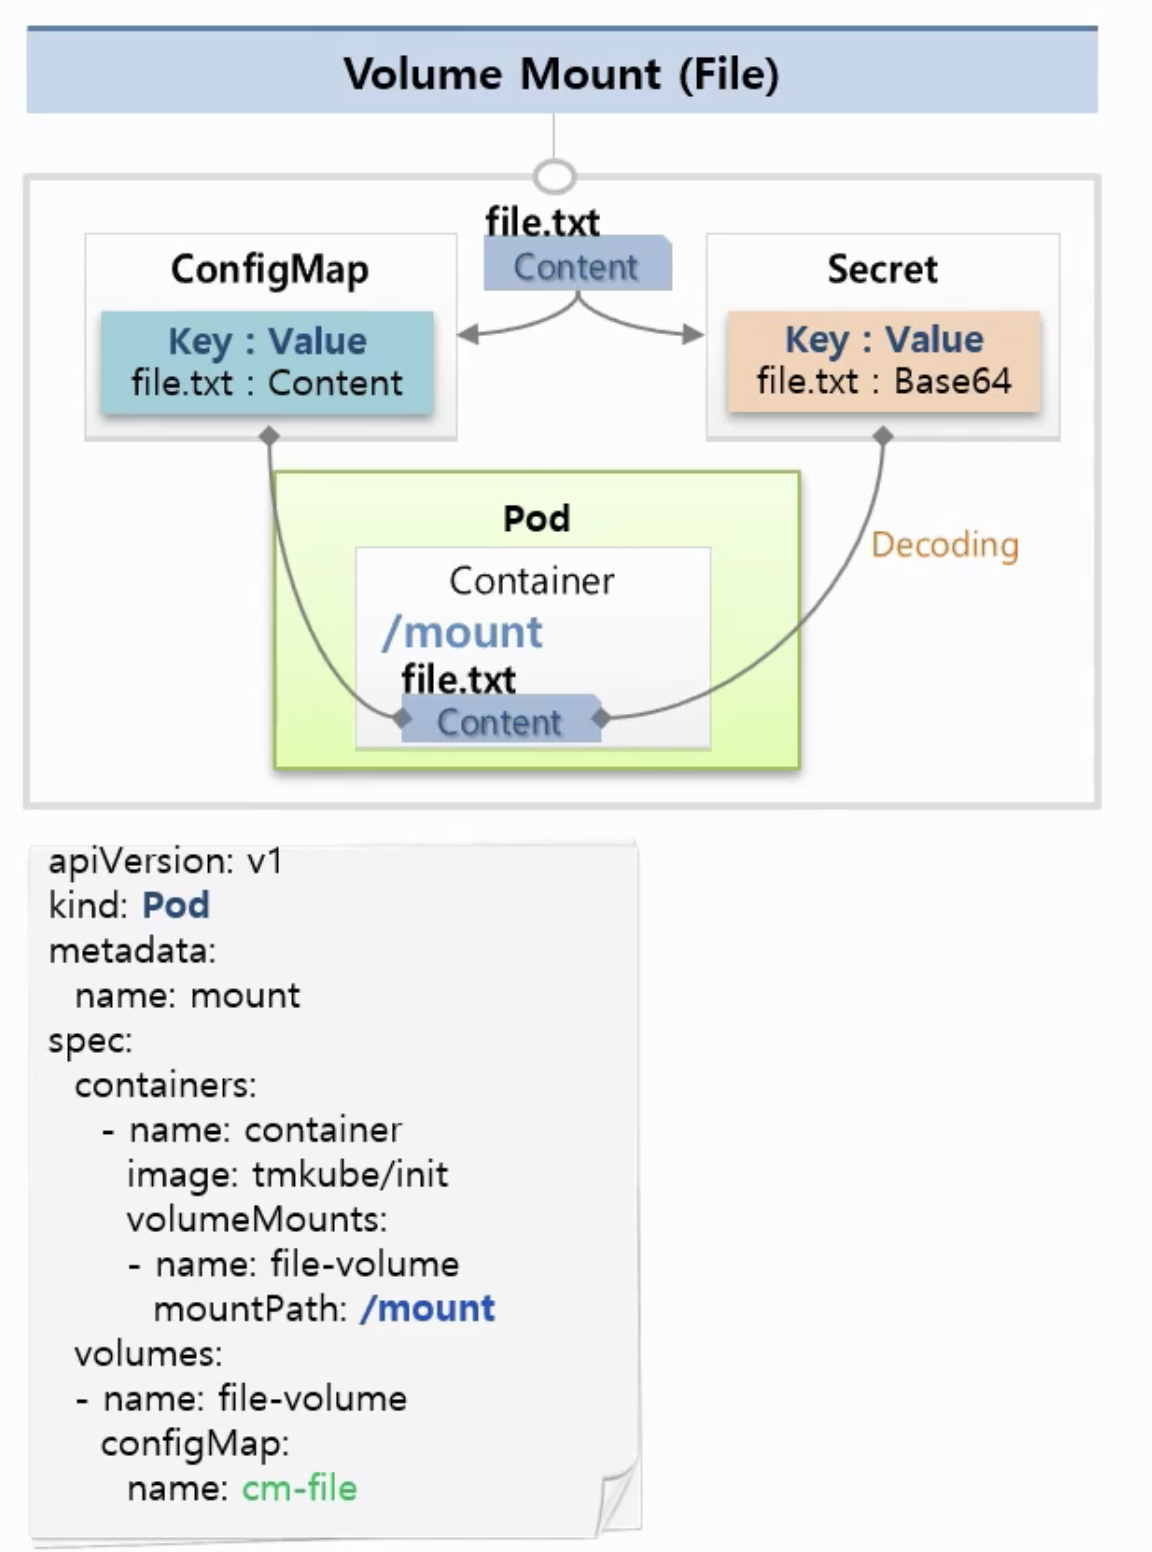 Volume Mount (File)
file.txt
Content
ConfigMap
Key : Value
file.txt : Content
Secret
Key : Value
file.txt : Base64
Pod
Container
/mount
file.txt
Content
Decoding
apiVersion: v1
kind: Pod
metadata:
  name: mount
spec:
  containers:
    - name: container
      image: tmkube/init
      volumeMounts:
      - name: file-volume
        mountPath: /mount
  volumes:
  - name: file-volume
    configMap:
      name: cm-file